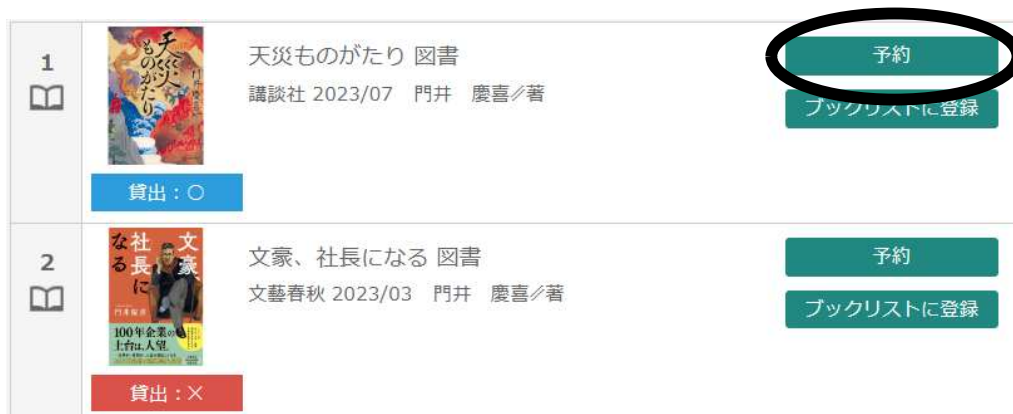 1
天災ものがたり
門井慶喜
天災ものがたり 図書
講談社 2023/07 門井 慶喜∥著
予約
ブックリストに登録
貸出：○
2
文豪、社長になる
門井慶喜
100年企業の
土台は、人望。
文豪、社長になる 図書
文藝春秋 2023/03 門井 慶喜∥著
予約
ブックリストに登録
貸出：×